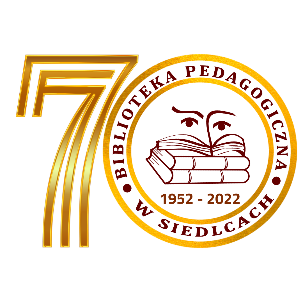 70
• BIBLIOTEKA PEDAGOGICZNA •
W SIEDLCACH
1952 - 2022